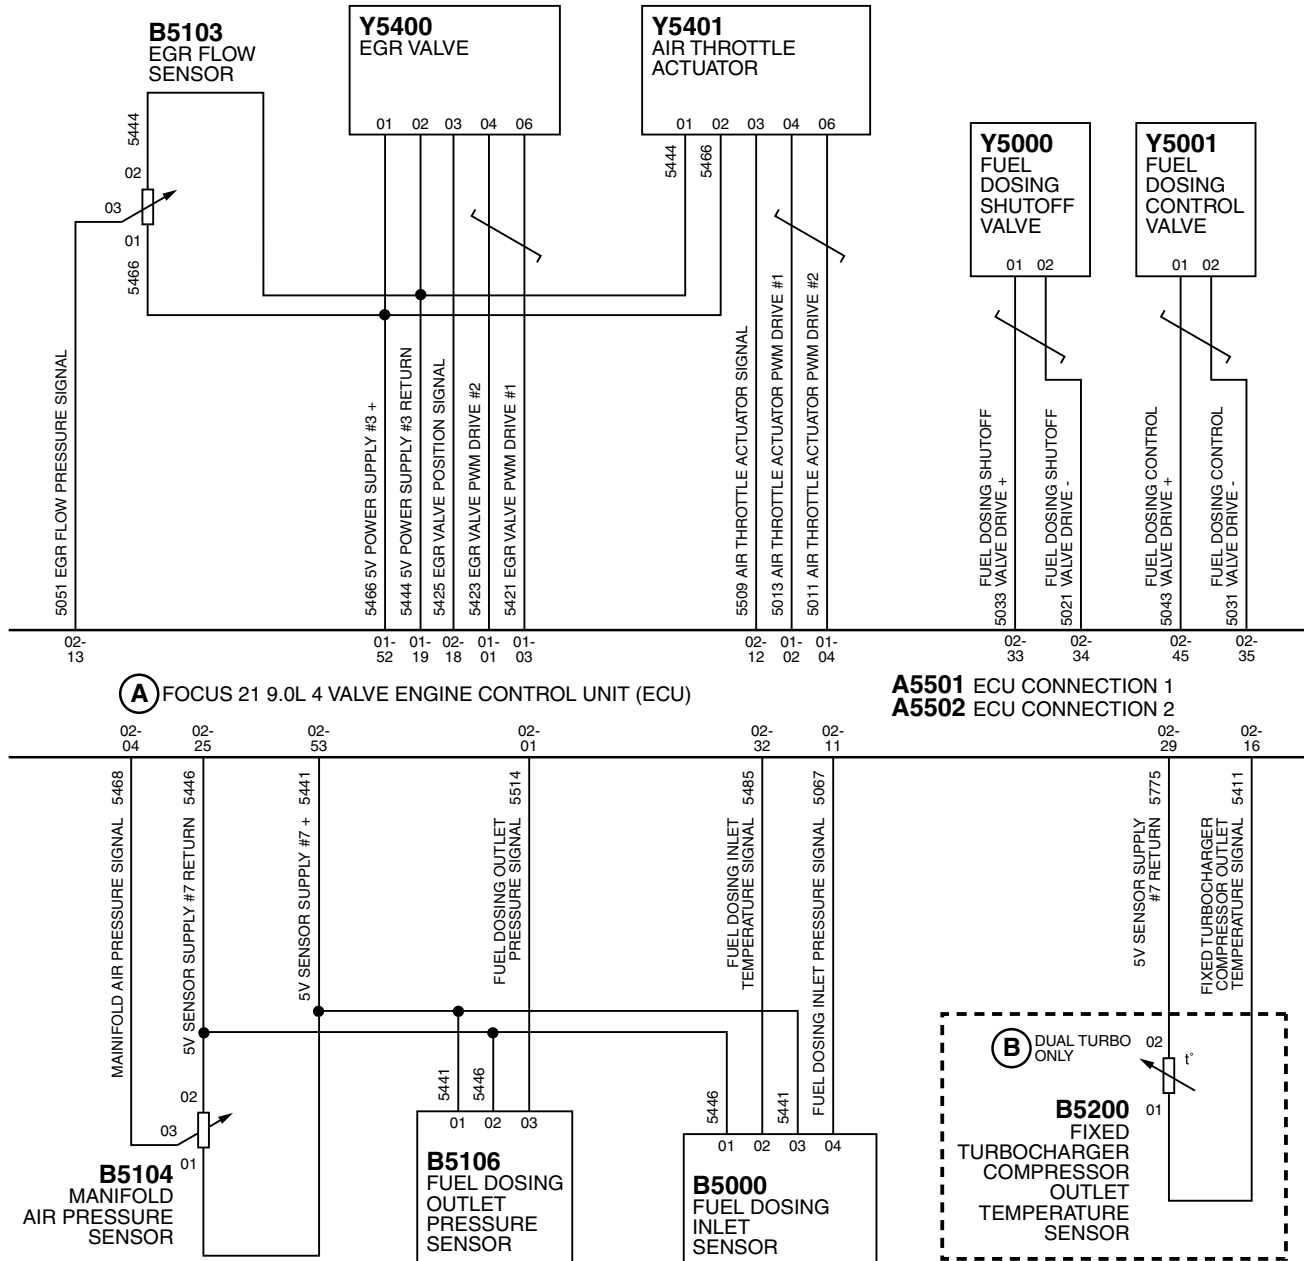 B5103
EGR FLOW
SENSOR
Y5400
EGR VALVE
01 02 03 04 06
Y5401
AIR THROTTLE
ACTUATOR
01 02 03 04 06
Y5000
FUEL
DOSING
SHUTOFF
VALVE
01 02
Y5001
FUEL
DOSING
CONTROL
VALVE
01 02
5444
02
03
01
5466
5444
5466
5051 EGR FLOW PRESSURE SIGNAL
5466 5V POWER SUPPLY #3 +
5444 5V POWER SUPPLY #3 RETURN
5425 EGR VALVE POSITION SIGNAL
5423 EGR VALVE PWM DRIVE #2
5421 EGR VALVE PWM DRIVE #1
5509 AIR THROTTLE ACTUATOR SIGNAL
5013 AIR THROTTLE ACTUATOR PWM DRIVE #1
5011 AIR THROTTLE ACTUATOR PWM DRIVE #2
FUEL DOSING SHUTOFF
5033 VALVE DRIVE +
FUEL DOSING SHUTOFF
5021 VALVE DRIVE -
FUEL DOSING CONTROL
5043 VALVE DRIVE +
FUEL DOSING CONTROL
5031 VALVE DRIVE -
02-
13
01-
52
01-
19
02-
18
01-
01
01-
03
02-
12
01-
02
01-
04
02-
33
02-
34
02-
45
02-
35
A FOCUS 21 9.0L 4 VALVE ENGINE CONTROL UNIT (ECU)
A5501 ECU CONNECTION 1
A5502 ECU CONNECTION 2
02-
04
02-
25
02-
53
02-
01
02-
32
02-
11
02-
29
02-
16
MAINIFOLD AIR PRESSURE SIGNAL 5468
5V SENSOR SUPPLY #7 RETURN 5446
5V SENSOR SUPPLY #7 + 5441
FUEL DOSING OUTLET
PRESSURE SIGNAL 5514
FUEL DOSING INLET
TEMPERATURE SIGNAL 5485
FUEL DOSING INLET PRESSURE SIGNAL 5067
5V SENSOR SUPPLY
#7 RETURN 5775
FIXED TURBOCHARGER
COMPRESSOR OUTLET
TEMPERATURE SIGNAL 5411
02
03
01
B5104
MANIFOLD
AIR PRESSURE
SENSOR
5441
5446
01 02 03
B5106
FUEL DOSING
OUTLET
PRESSURE
SENSOR
5446
5441
01 02 03 04
B5000
FUEL DOSING
INLET
SENSOR
B DUAL TURBO
ONLY
02
t°
01
B5200
FIXED
TURBOCHARGER
COMPRESSOR
OUTLET
TEMPERATURE
SENSOR